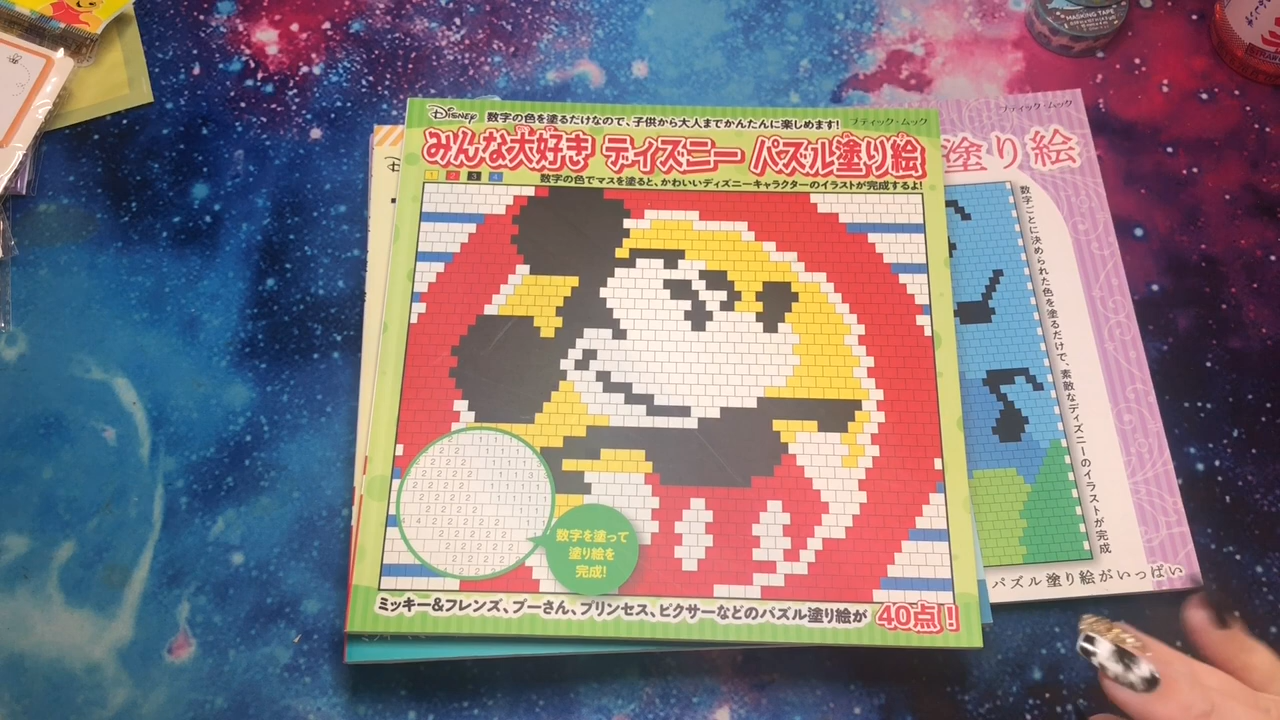 Disney 数字の色を塗るだけなので、子供から大人までかんたんに楽しめます!
ブティック・ムック
みんな大好き ディズニー パズル塗り絵
1 2 3 4
数字の色でマスを塗ると、かわいいディズニーキャラクターのイラストが完成するよ!
数字を塗って
塗り絵を
完成!
ミッキー&フレンズ、プーさん、プリンセス、ピクサーなどのパズル塗り絵が 40点!
ブティック・ムック
塗り絵
数字ごとに決められた色を塗るだけで、素敵なディズニーのイラストが完成
パズル塗り絵がいっぱい
MASKING TAPE